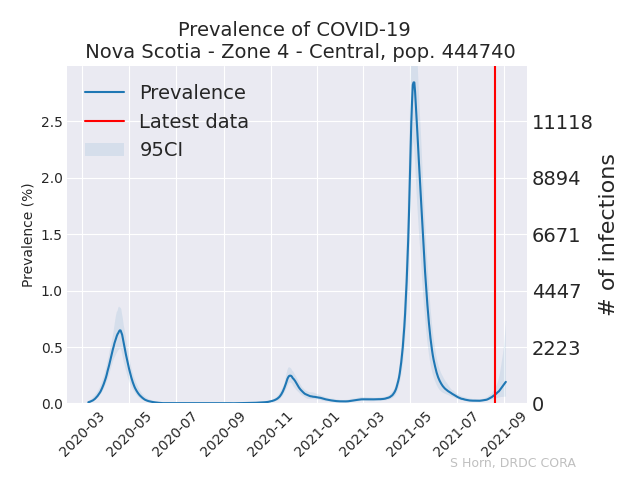 Prevalence of COVID-19
Nova Scotia - Zone 4 - Central, pop. 444740
Prevalence
Latest data
95CI
Prevalence (%)
2.5
2.0
1.5
1.0
0.5
0.0
11118
8894
6671
4447
2223
0
# of infections
2020-03
2020-05
2020-07
2020-09
2020-11
2021-01
2021-03
2021-05
2021-07
2021-09
S Horn, DRDC CORA